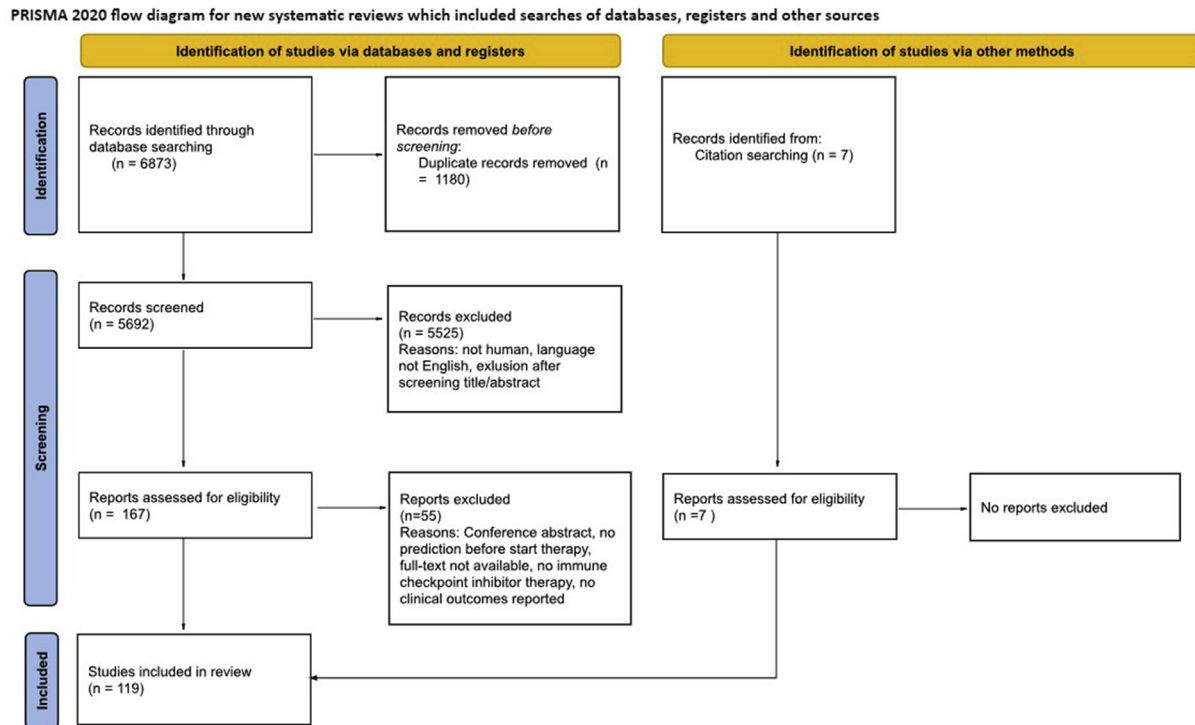 PRISMA 2020 flow diagram for new systematic reviews which included searches of databases, registers and other sources
Identification of studies via databases and registers
Identification of studies via other methods
Identification
Records identified through
database searching
(n = 6873)
Records removed before
screening:
Duplicate records removed (n
= 1180)
Records identified from:
Citation searching (n = 7)
Screening
Records screened
(n = 5692)
Records excluded
(n = 5525)
Reasons: not human, language
not English, exlusion after
screening title/abstract
Reports assessed for eligibility
(n = 167)
Reports excluded
(n=55)
Reasons: Conference abstract, no
prediction before start therapy,
full-text not available, no immune
checkpoint inhibitor therapy, no
clinical outcomes reported
Reports assessed for eligibility
(n =7 )
No reports excluded
Included
Studies included in review
(n = 119)